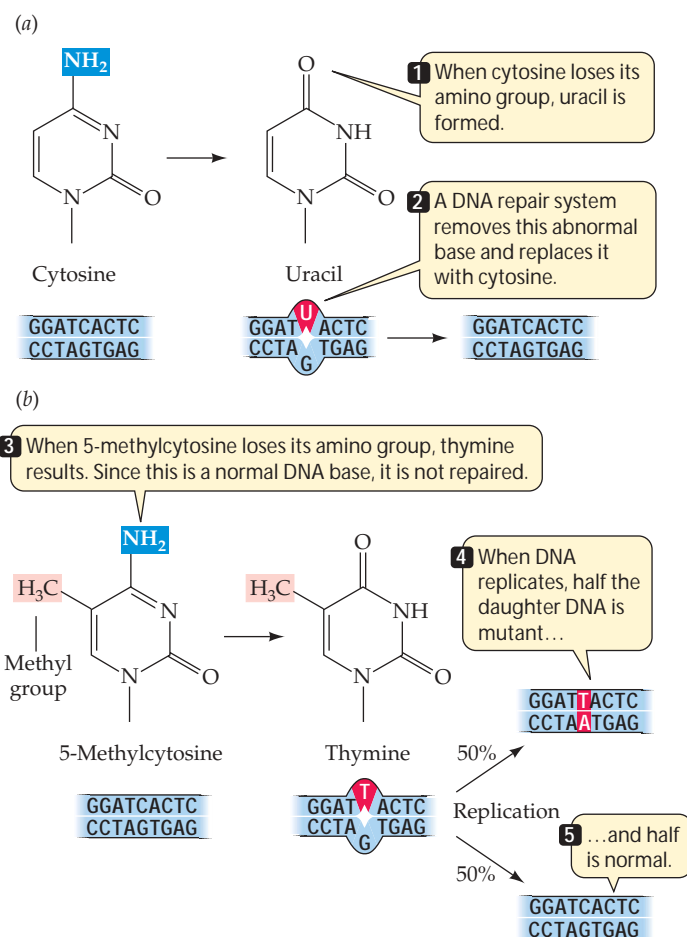 (a)
NH₂
N
O
N
Cytosine
O
NH
O
N
Uracil
1 When cytosine loses its
amino group, uracil is
formed.
2 A DNA repair system
removes this abnormal
base and replaces it
with cytosine.
GGATCACTC
CCTAGTGAG
U
GGAT ACTC
CCTA TGAG
G
GGATCACTC
CCTAGTGAG
(b)
3 When 5-methylcytosine loses its amino group, thymine
results. Since this is a normal DNA base, it is not repaired.
NH₂
H₃C
N
O
N
Methyl
group
5-Methylcytosine
O
H₃C
NH
O
N
Thymine
4 When DNA
replicates, half the
daughter DNA is
mutant…
GGATTACTC
CCTAATGAG
GGATCACTC
CCTAGTGAG
T
GGAT ACTC
CCTA TGAG
G
50%
Replication
50%
5 …and half
is normal.
GGATCACTC
CCTAGTGAG